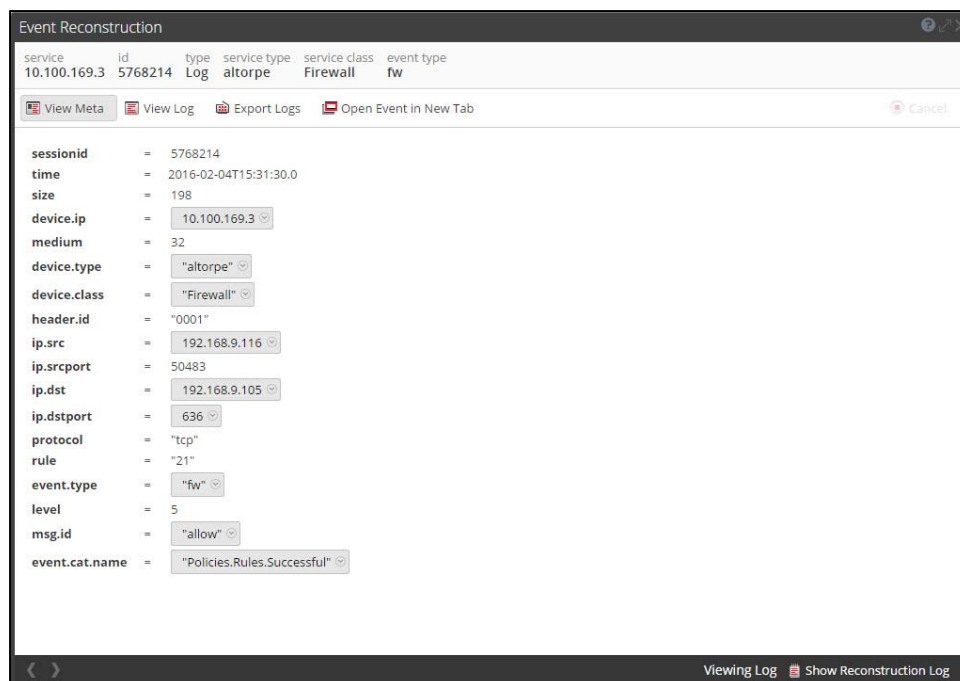 Event Reconstruction
service id type service type service class event type
10.100.169.3 5768214 Log altorpe Firewall fw
View Meta View Log Export Logs Open Event in New Tab Cancel
sessionid = 5768214
time = 2016-02-04T15:31:30.0
size = 198
device.ip = 10.100.169.3
medium = 32
device.type = "altorpe"
device.class = "Firewall"
header.id = "0001"
ip.src = 192.168.9.116
ip.srcport = 50483
ip.dst = 192.168.9.105
ip.dstport = 636
protocol = "tcp"
rule = "21"
event.type = "fw"
level = 5
msg.id = "allow"
event.cat.name = "Policies.Rules.Successful"
Viewing Log Show Reconstruction Log